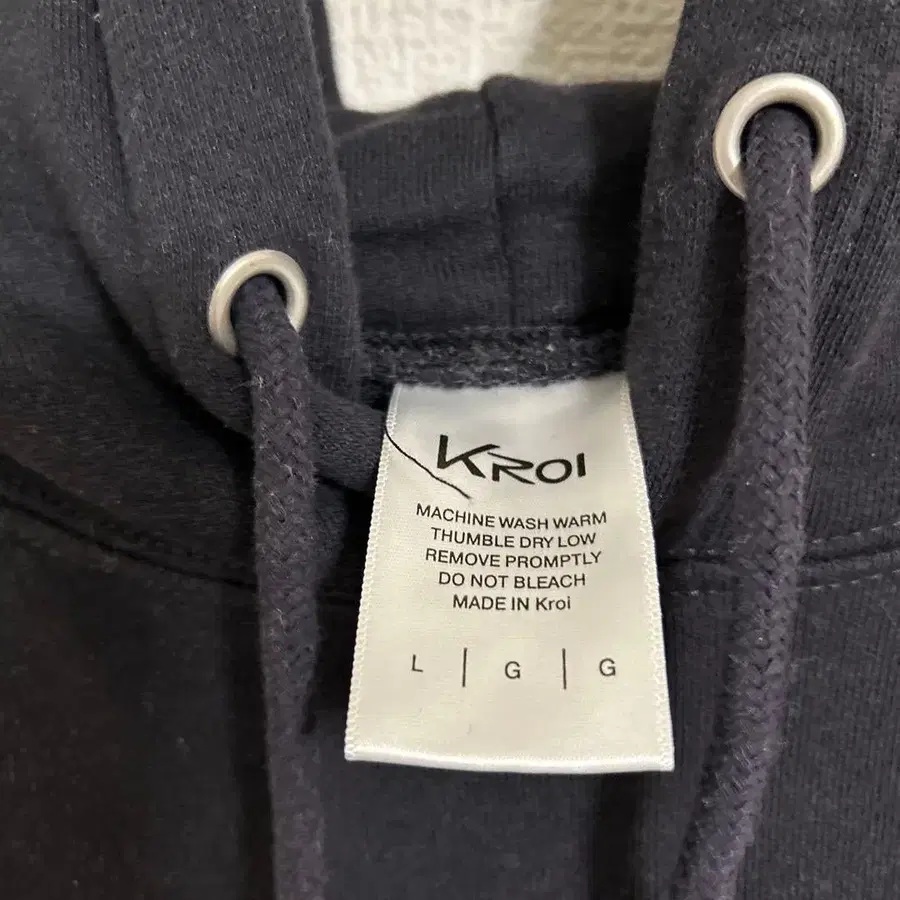 KROI
MACHINE WASH WARM
THUMBLE DRY LOW
REMOVE PROMPTLY
DO NOT BLEACH
MADE IN Kroi
L | G | G